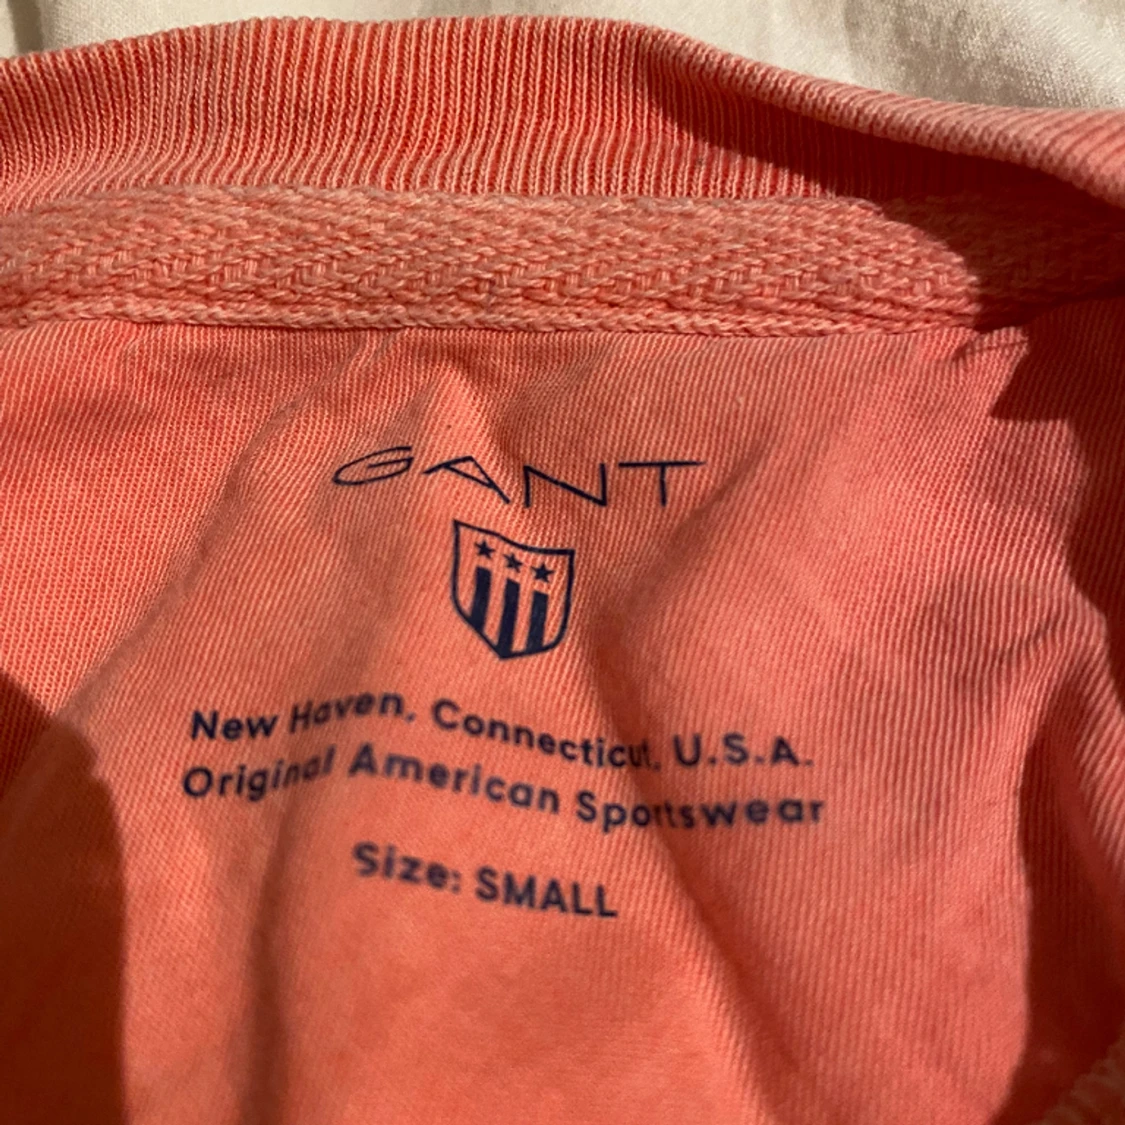 GANT
New Haven, Connecticut, U.S.A.
Original American Sportswear
Size: SMALL